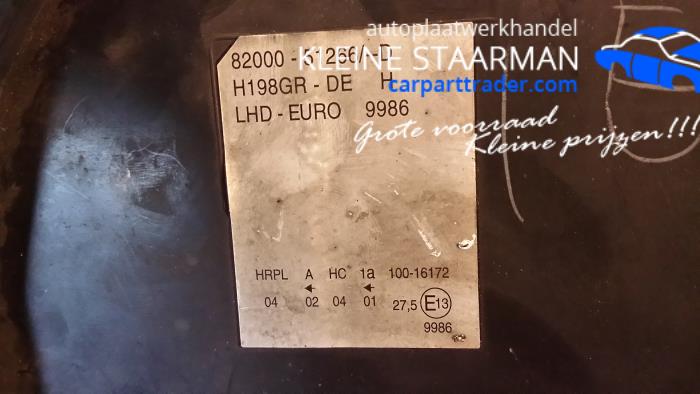 autoplaatwerkhandel
KLEINE STAARMAN
carparttrader.com
Grote voorraad
Kleine prijzen!!!
82000 - D
H198GR - DE H
LHD - EURO 9986
HRPL A HC 1a 100-16172
04 02 04 01 27,5 E13
9986